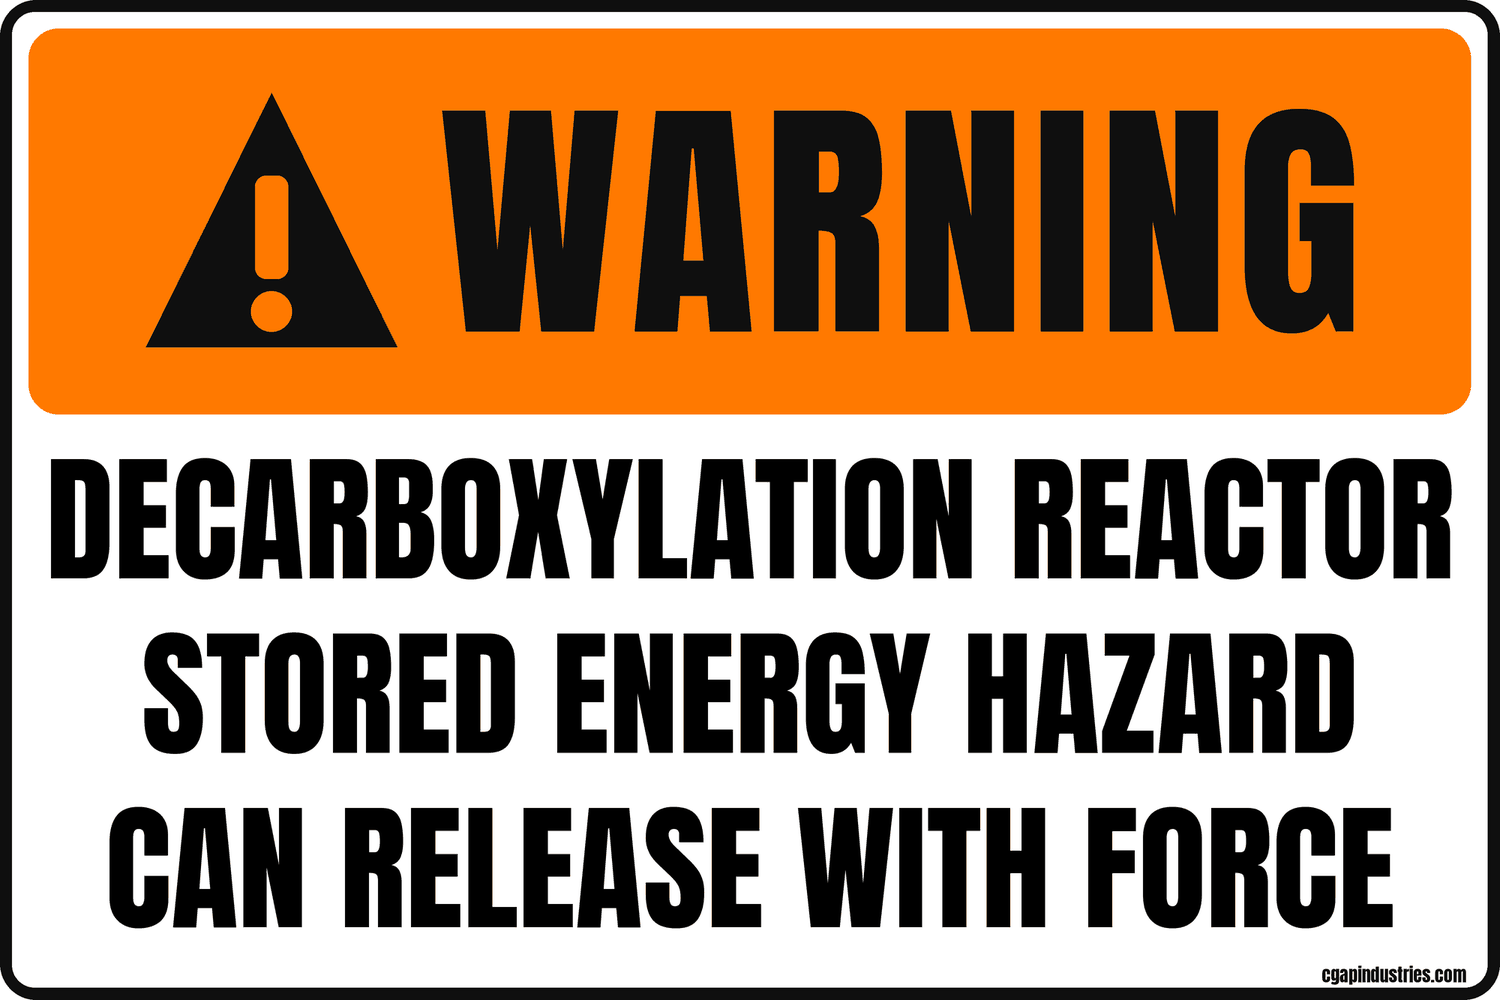 WARNING
DECARBOXYLATION REACTOR
STORED ENERGY HAZARD
CAN RELEASE WITH FORCE
cgapindustries.com